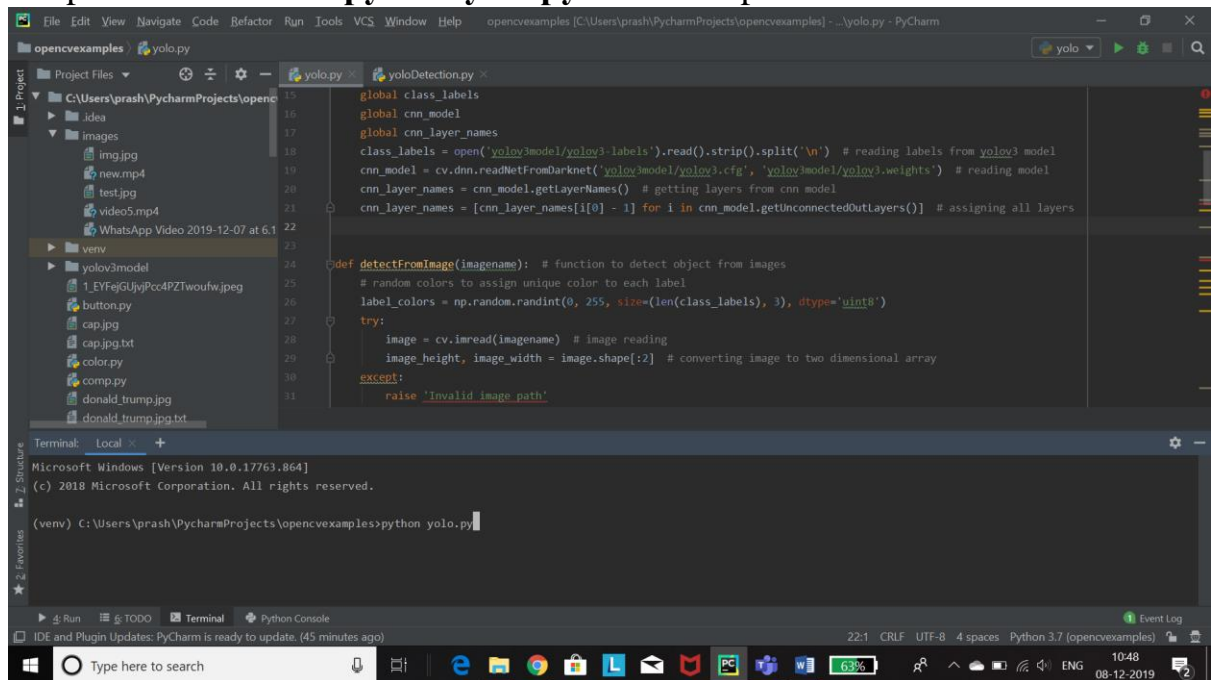 File Edit View Navigate Code Refactor Run Tools VCS Window Help opencvexamples [C:\Users\prash\PycharmProjects\opencvexamples] - ...\yolo.py - PyCharm
opencvexamples yolo.py
yolo
1: Project
Project Files
yolo.py
yoloDetection.py
C:\Users\prash\PycharmProjects\openc
.idea
images
img.jpg
new.mp4
test.jpg
video5.mp4
WhatsApp Video 2019-12-07 at 6.1
venv
yolov3model
1_EYFejGUjvjPcc4PZTwoufw.jpeg
button.py
cap.jpg
cap.jpg.txt
color.py
comp.py
donald_trump.jpg
donald_trump.jpg.txt
15 global class_labels
16 global cnn_model
17 global cnn_layer_names
18 class_labels = open('yolov3model/yolov3-labels').read().strip().split('\n') # reading labels from yolov3 model
19 cnn_model = cv.dnn.readNetFromDarknet('yolov3model/yolov3.cfg', 'yolov3model/yolov3.weights') # reading model
20 cnn_layer_names = cnn_model.getLayerNames() # getting layers from cnn model
21 cnn_layer_names = [cnn_layer_names[i[0] - 1] for i in cnn_model.getUnconnectedOutLayers()] # assigning all layers
22
23
24 def detectFromImage(imagename): # function to detect object from images
25 # random colors to assign unique color to each label
26 label_colors = np.random.randint(0, 255, size=(len(class_labels), 3), dtype='uint8')
27 try:
28 image = cv.imread(imagename) # image reading
29 image_height, image_width = image.shape[:2] # converting image to two dimensional array
30 except:
31 raise 'Invalid image path'
Terminal: Local +
Microsoft Windows [Version 10.0.17763.864]
(c) 2018 Microsoft Corporation. All rights reserved.
(venv) C:\Users\prash\PycharmProjects\opencvexamples>python yolo.py
Z: Structure
2: Favorites
4: Run 6: TODO Terminal Python Console
1 Event Log
IDE and Plugin Updates: PyCharm is ready to update. (45 minutes ago)
22:1 CRLF UTF-8 4 spaces Python 3.7 (opencvexamples)
Type here to search
L
PC
63%
ENG
10:48
08-12-2019
2